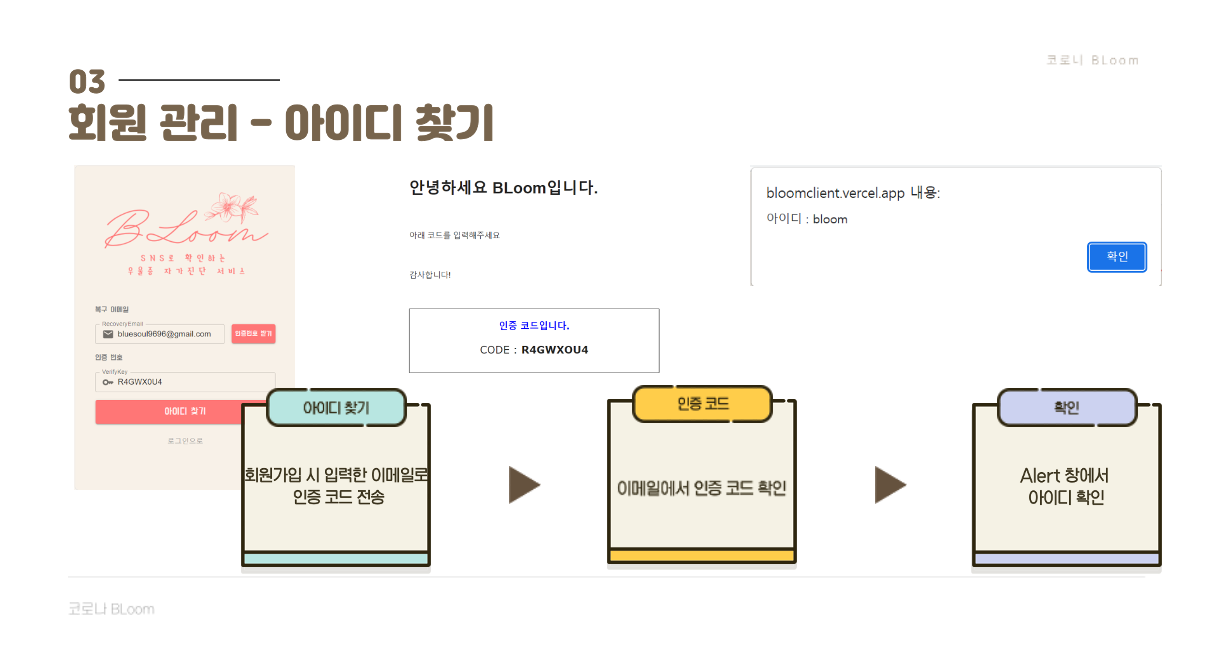 코로나 BLoom
03
회원 관리 - 아이디 찾기
BLoom
SNS로 확인하는
우울증 자가진단 서비스
복구 이메일
RecoveryEmail
bluesoul9696@gmail.com
인증번호 받기
인증 번호
VerifyKey
R4GWX0U4
아이디 찾기
로그인으로
안녕하세요 BLoom입니다.
아래 코드를 입력해주세요
감사합니다!
인증 코드입니다.
CODE : R4GWXOU4
bloomclient.vercel.app 내용:
아이디 : bloom
확인
아이디 찾기
회원가입 시 입력한 이메일로
인증 코드 전송
인증 코드
이메일에서 인증 코드 확인
확인
Alert 창에서
아이디 확인
코로나 BLoom